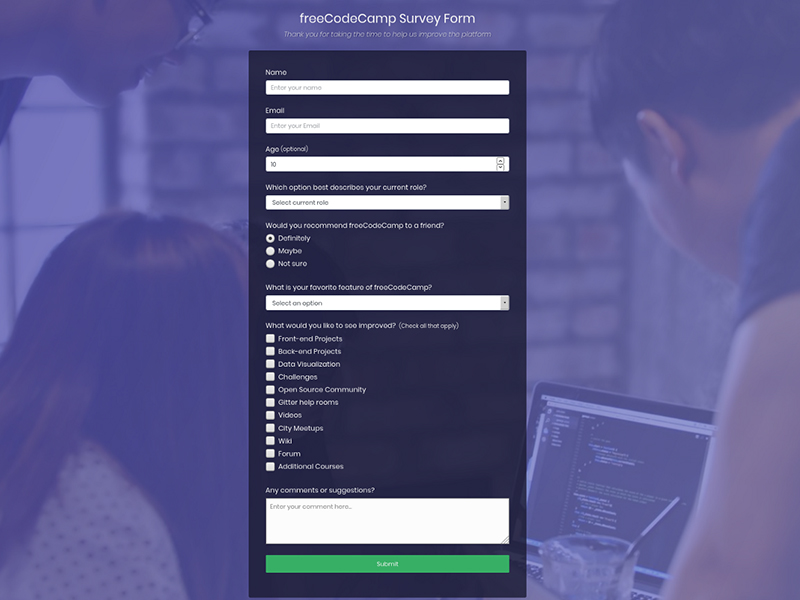 freeCodeCamp Survey Form
Thank you for taking the time to help us improve the platform
Name
Enter your name
Email
Enter your Email
Age (optional)
10
Which option best describes your current role?
Select current role
Would you recommend freeCodeCamp to a friend?
Definitely
Maybe
Not sure
What is your favorite feature of freeCodeCamp?
Select an option
What would you like to see improved? (Check all that apply)
Front-end Projects
Back-end Projects
Data Visualization
Challenges
Open Source Community
Gitter help rooms
Videos
City Meetups
Wiki
Forum
Additional Courses
Any comments or suggestions?
Enter your comment here...
Submit